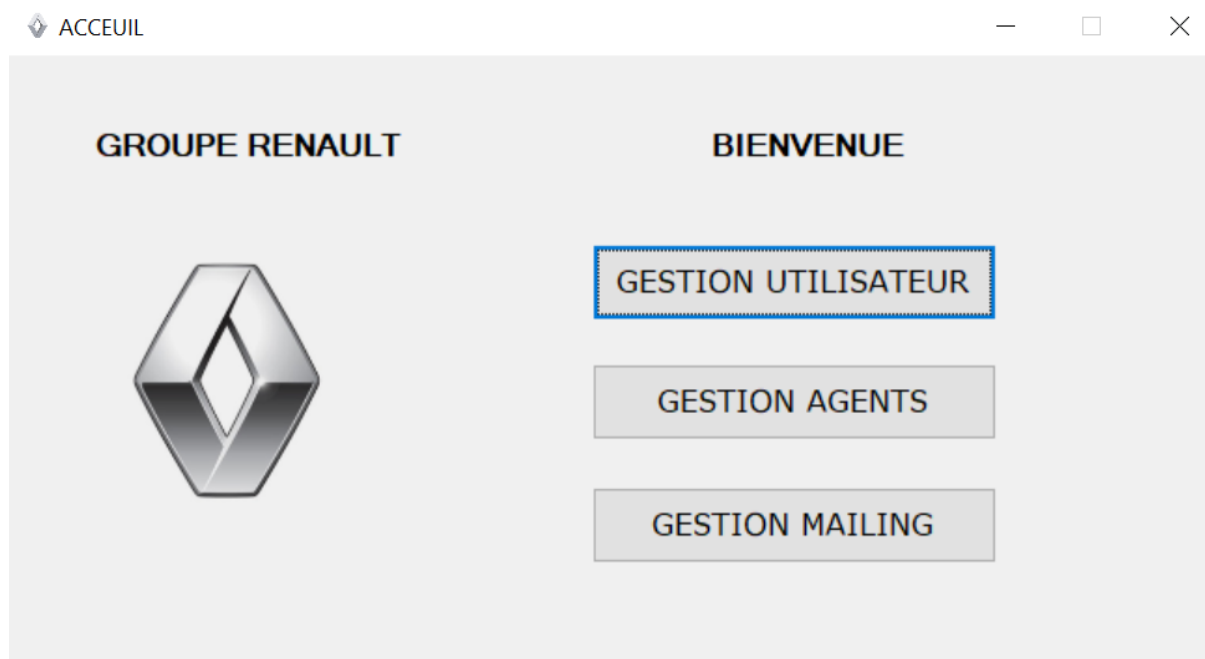 ACCEUIL
GROUPE RENAULT
BIENVENUE
GESTION UTILISATEUR
GESTION AGENTS
GESTION MAILING